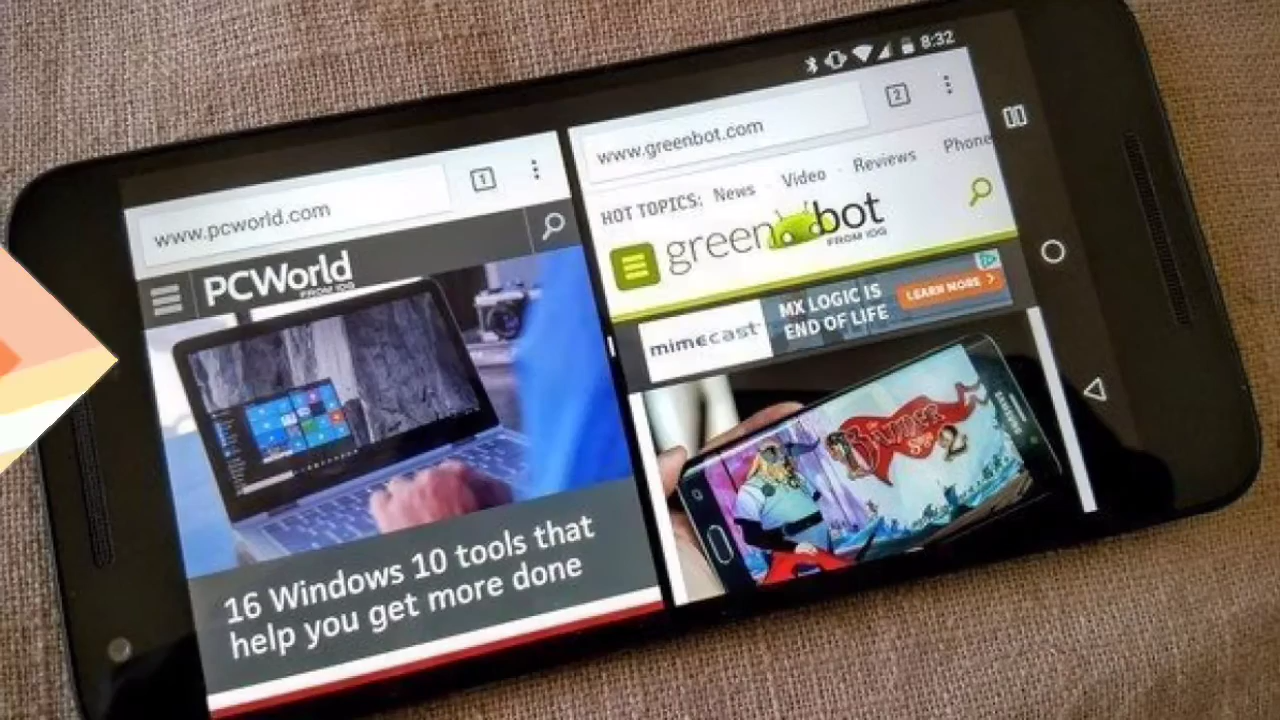 8:32
www.pcworld.com
1
PCWorld
FROM IDG
16 Windows 10 tools that
help you get more done
www.greenbot.com
2
HOT TOPICS: News · Video · Reviews Phone
greenbot
FROM IDG
mimecast
MX LOGIC IS
END OF LIFE
LEARN MORE >
SAMSUNG
2